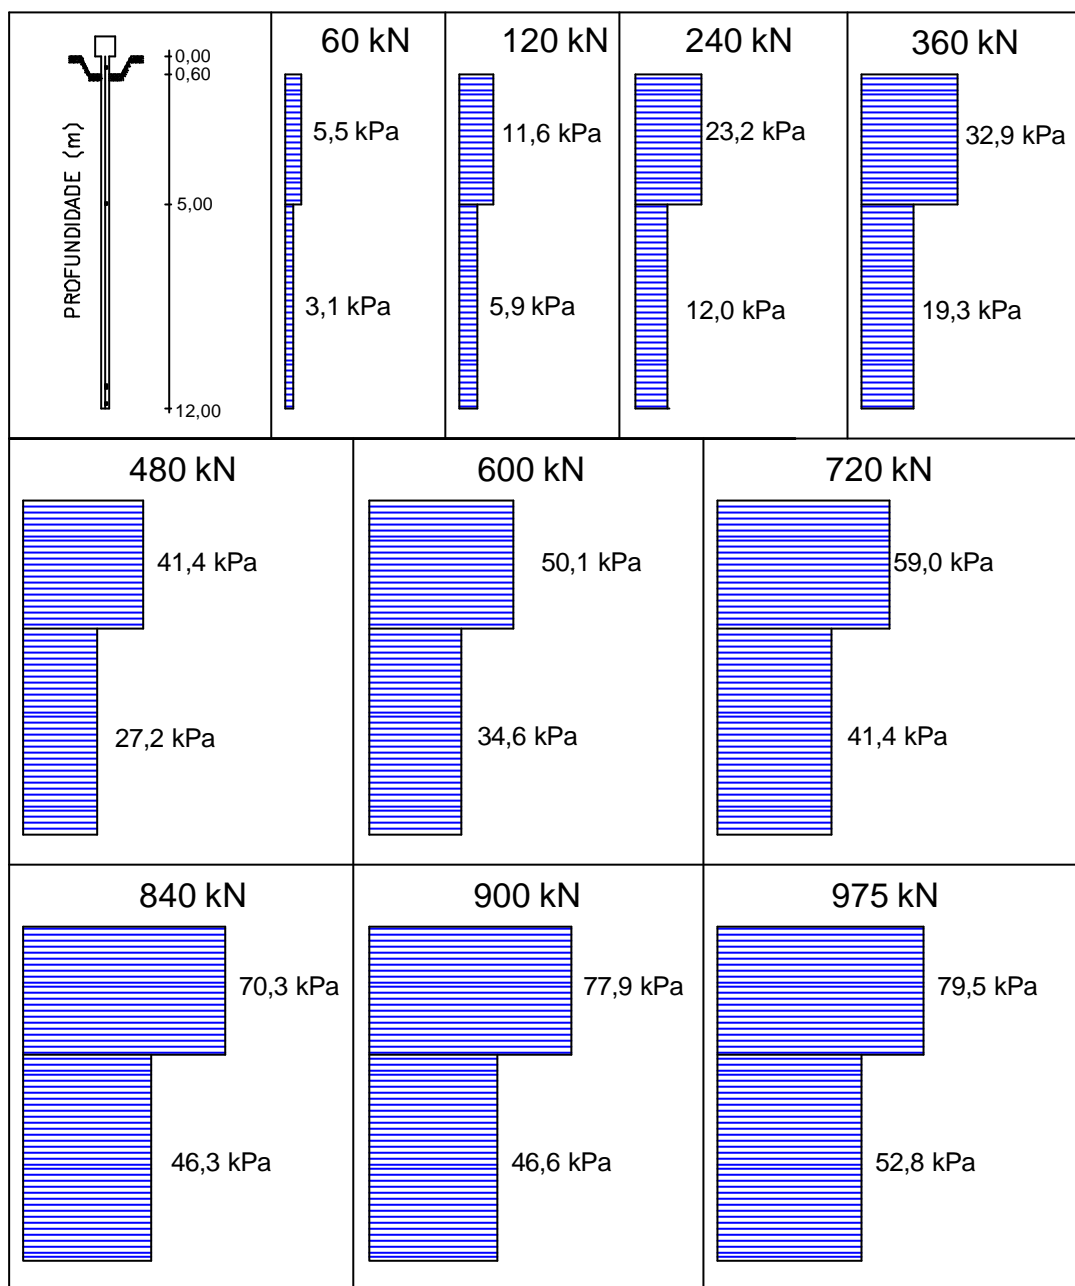 60 kN
120 kN
240 kN
360 kN
0,00
0,60
PROFUNDIDADE (m)
5,00
12,00
5,5 kPa
11,6 kPa
23,2 kPa
32,9 kPa
3,1 kPa
5,9 kPa
12,0 kPa
19,3 kPa
480 kN
600 kN
720 kN
41,4 kPa
50,1 kPa
59,0 kPa
27,2 kPa
34,6 kPa
41,4 kPa
840 kN
900 kN
975 kN
70,3 kPa
77,9 kPa
79,5 kPa
46,3 kPa
46,6 kPa
52,8 kPa